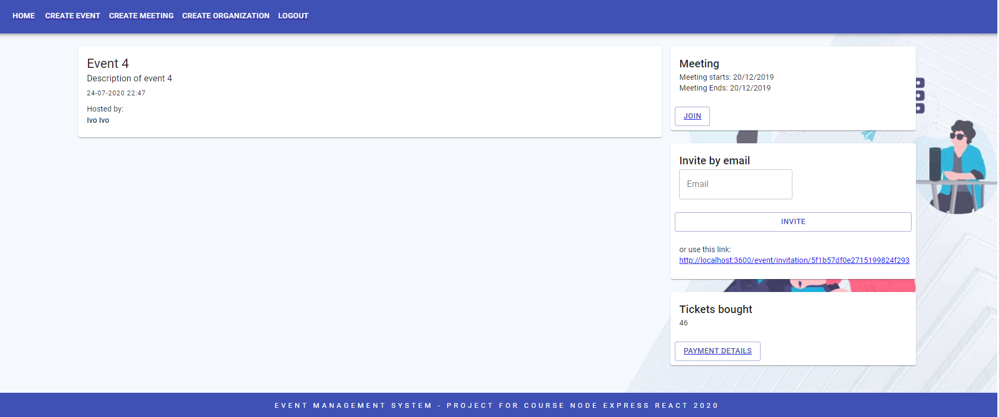 HOME CREATE EVENT CREATE MEETING CREATE ORGANIZATION LOGOUT
Event 4
Description of event 4
24-07-2020 22:47
Hosted by:
Ivo Ivo
Meeting
Meeting starts: 20/12/2019
Meeting Ends: 20/12/2019
JOIN
Invite by email
Email
INVITE
or use this link:
http://localhost:3600/event/invitation/5f1b57df0e2715199824f293
Tickets bought
46
PAYMENT DETAILS
EVENT MANAGEMENT SYSTEM - PROJECT FOR COURSE NODE EXPRESS REACT 2020